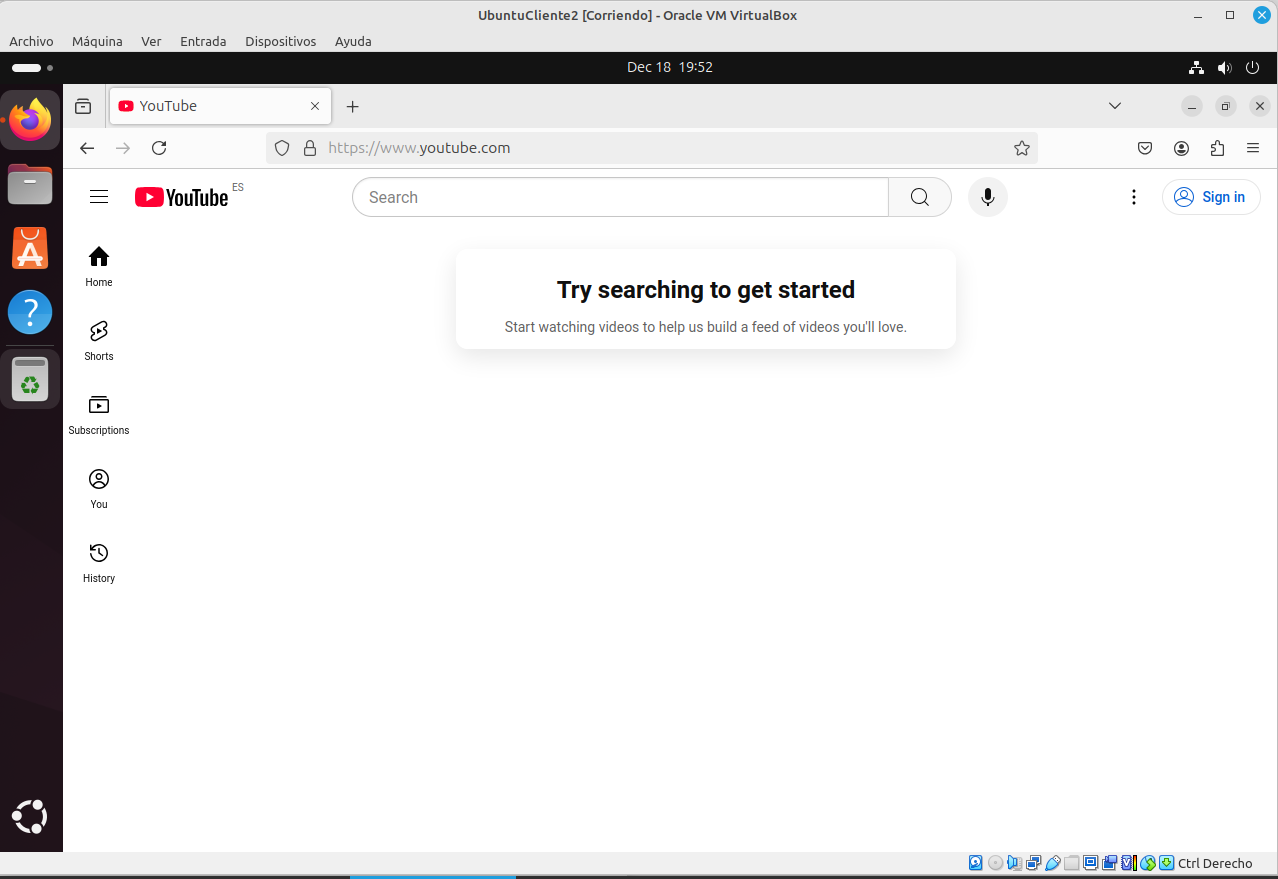 UbuntuCliente2 [Corriendo] - Oracle VM VirtualBox
Archivo Máquina Ver Entrada Dispositivos Ayuda
Dec 18 19:52
YouTube
https://www.youtube.com
YouTube ES
Search
Sign in
Try searching to get started
Start watching videos to help us build a feed of videos you'll love.
Home
Shorts
Subscriptions
You
History
Ctrl Derecho